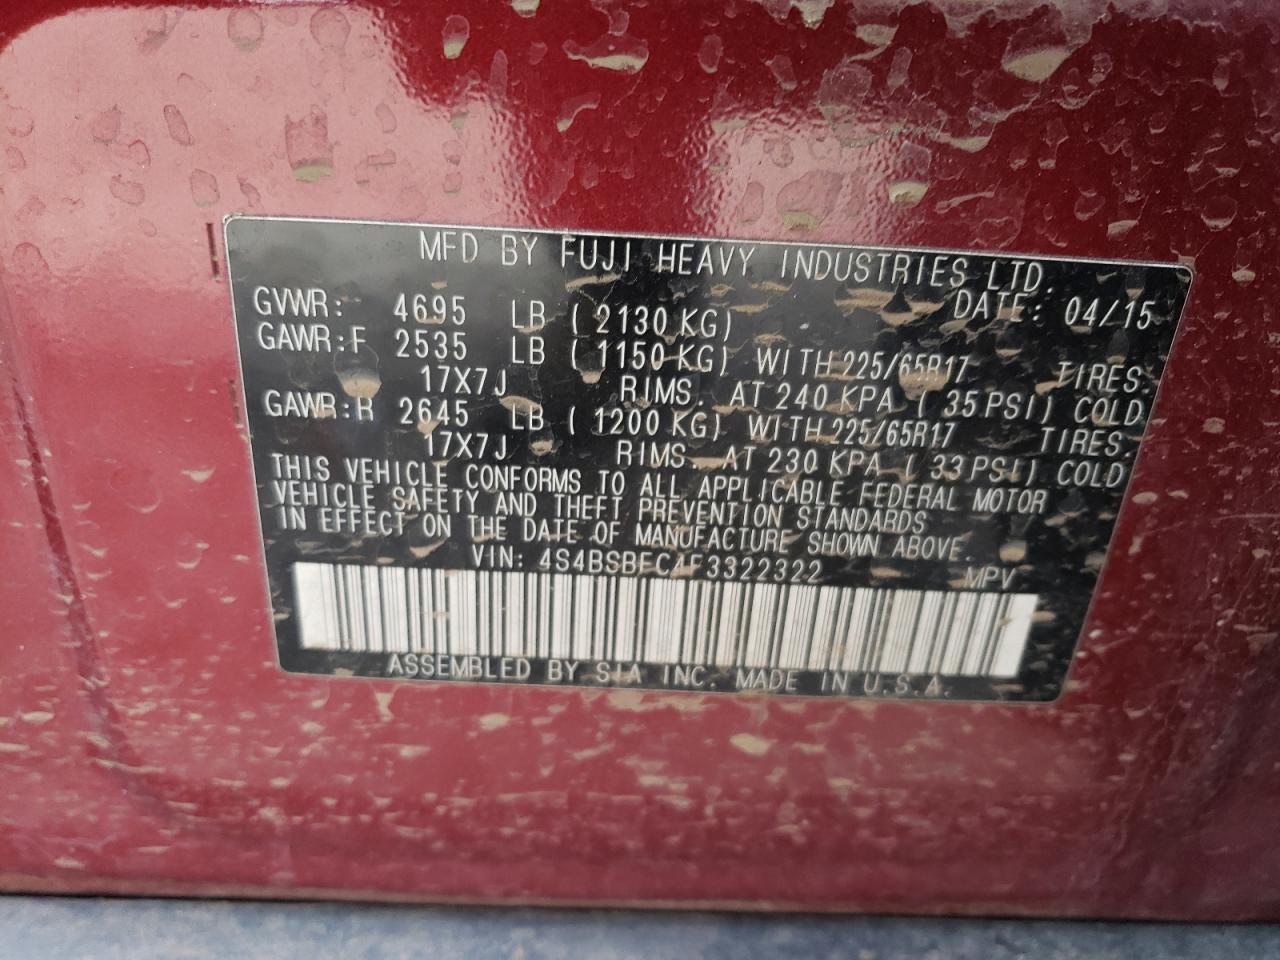 MFD BY FUJI HEAVY INDUSTRIES LTD.
DATE: 04/15
GVWR: 4695 LB ( 2130 KG)
GAWR:F 2535 LB ( 1150 KG) WITH 225/65R17 TIRES.
17X7J RIMS. AT 240 KPA ( 35 PSI) COLD
GAWR:R 2645 LB ( 1200 KG) WITH 225/65R17 TIRES.
17X7J RIMS. AT 230 KPA ( 33 PSI) COLD
THIS VEHICLE CONFORMS TO ALL APPLICABLE FEDERAL MOTOR
VEHICLE SAFETY AND THEFT PREVENTION STANDARDS
IN EFFECT ON THE DATE OF MANUFACTURE SHOWN ABOVE.
VIN: 4S4BSBFC4F3322322 MPV
ASSEMBLED BY SIA INC. MADE IN U.S.A.